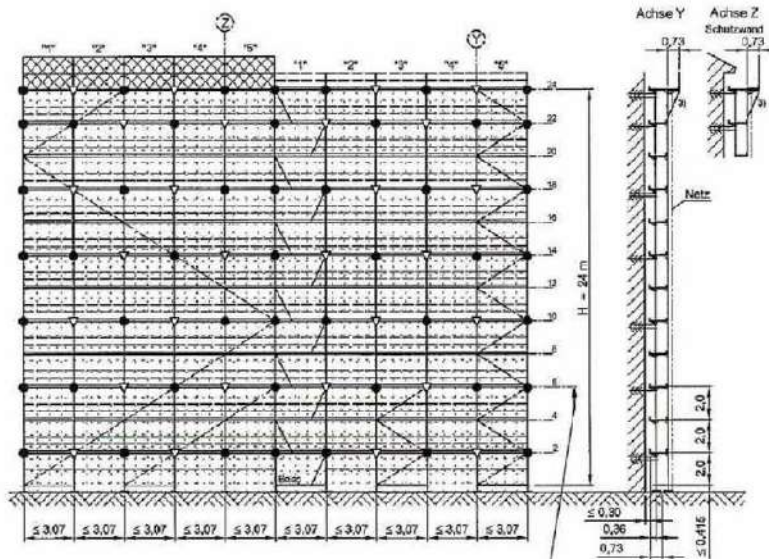 Achse Y
Achse Z
Schutzwand
0,73
0,73
Z
Y
"1" "2" "3" "4" "5"
"1" "2" "3" "4" "5"
24
22
20
18
16
14
12
10
8
6
4
2
H = 24 m
3)
3)
Netz
2,0
2,0
2,0
≤ 3,07 ≤ 3,07 ≤ 3,07 ≤ 3,07 ≤ 3,07 ≤ 3,07 ≤ 3,07 ≤ 3,07 ≤ 3,07 ≤ 3,07
≤ 0,30
0,36
0,73
≤ 0,415